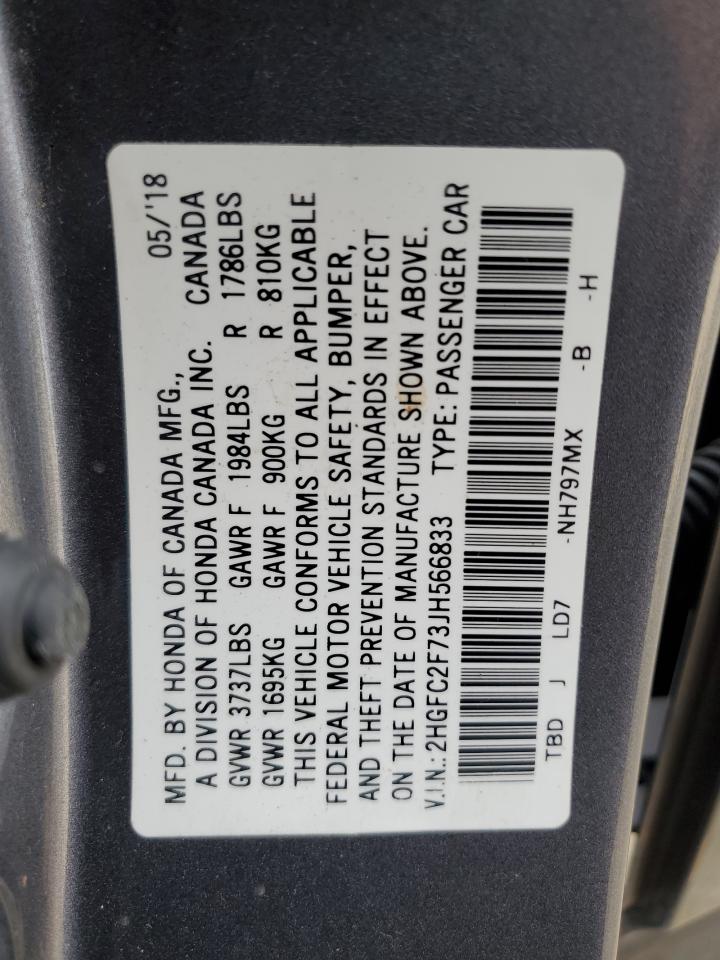 MFD. BY HONDA OF CANADA MFG., 05/'18
A DIVISION OF HONDA CANADA INC. CANADA
GVWR 3737LBS GAWR F 1984LBS R 1786LBS
GVWR 1695KG GAWR F 900KG R 810KG
THIS VEHICLE CONFORMS TO ALL APPLICABLE
FEDERAL MOTOR VEHICLE SAFETY, BUMPER,
AND THEFT PREVENTION STANDARDS IN EFFECT
ON THE DATE OF MANUFACTURE SHOWN ABOVE.
V.I.N.: 2HGFC2F73JH566833 TYPE: PASSENGER CAR
TBD J LD7 -NH797MX -B -H